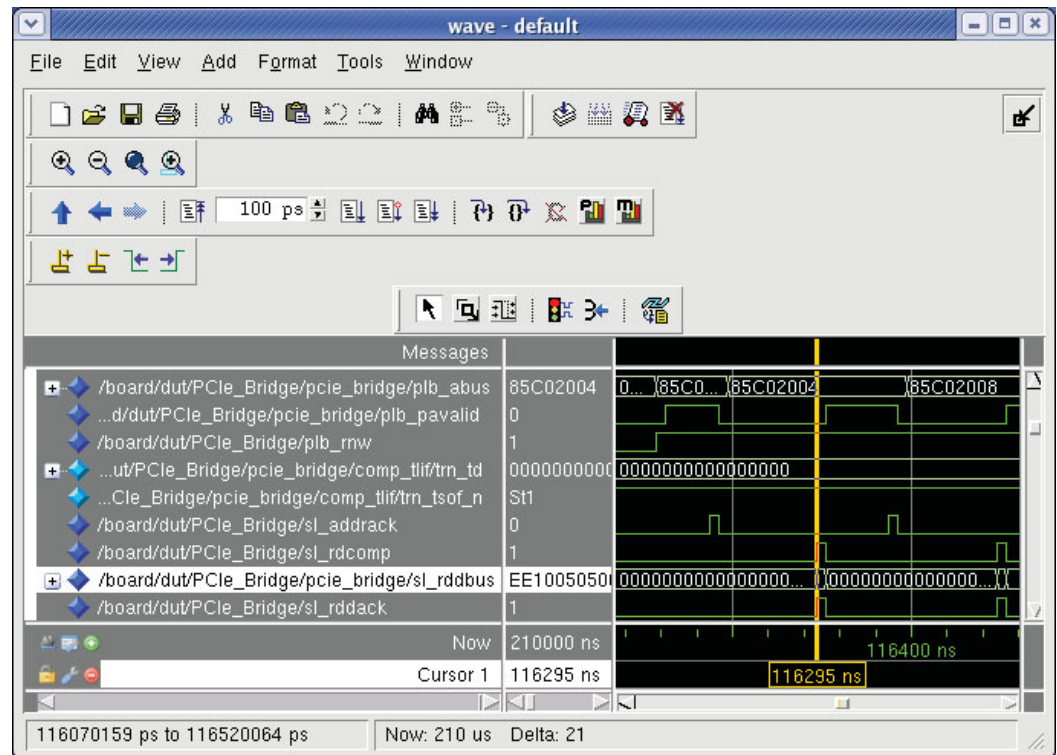 wave - default
File Edit View Add Format Tools Window
100 ps
Messages
/board/dut/PCIe_Bridge/pcie_bridge/plb_abus 85C02004 0... 85C0... 85C02004 85C02008
...d/dut/PCIe_Bridge/pcie_bridge/plb_pavalid 0
/board/dut/PCIe_Bridge/plb_rnw 1
...ut/PCIe_Bridge/pcie_bridge/comp_tlif/trn_td 0000000000 0000000000000000
...CIe_Bridge/pcie_bridge/comp_tlif/trn_tsof_n St1
/board/dut/PCIe_Bridge/sl_addrack 0
/board/dut/PCIe_Bridge/sl_rdcomp 1
/board/dut/PCIe_Bridge/pcie_bridge/sl_rddbus EE1005050 0000000000000000... 00000000000000...
/board/dut/PCIe_Bridge/sl_rddack 1
Now 210000 ns 116400 ns
Cursor 1 116295 ns 116295 ns
116070159 ps to 116520064 ps Now: 210 us Delta: 21